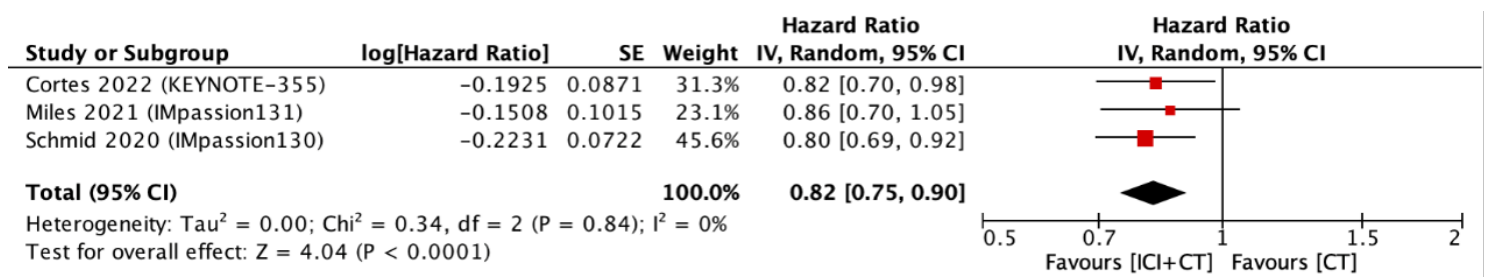 Hazard Ratio Hazard Ratio
Study or Subgroup log[Hazard Ratio] SE Weight IV, Random, 95% CI IV, Random, 95% CI
Cortes 2022 (KEYNOTE-355) -0.1925 0.0871 31.3% 0.82 [0.70, 0.98]
Miles 2021 (IMpassion131) -0.1508 0.1015 23.1% 0.86 [0.70, 1.05]
Schmid 2020 (IMpassion130) -0.2231 0.0722 45.6% 0.80 [0.69, 0.92]
Total (95% CI) 100.0% 0.82 [0.75, 0.90]
Heterogeneity: Tau² = 0.00; Chi² = 0.34, df = 2 (P = 0.84); I² = 0%
Test for overall effect: Z = 4.04 (P < 0.0001)
0.5 0.7 1 1.5 2
Favours [ICI+CT] Favours [CT]